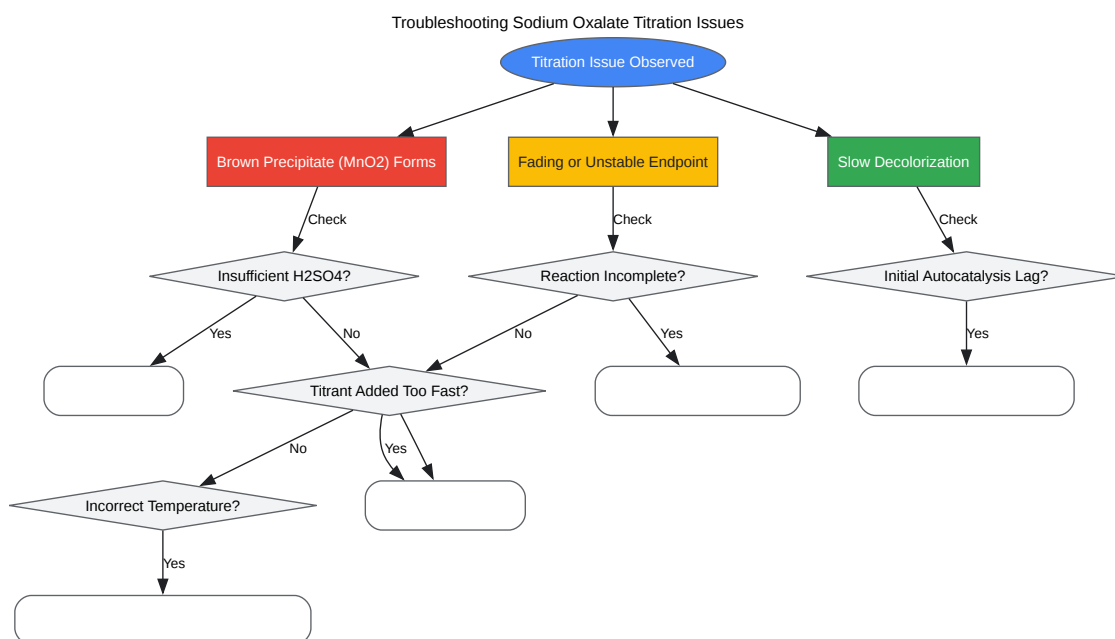 Troubleshooting Sodium Oxalate Titration Issues
Titration Issue Observed
Brown Precipitate (MnO2) Forms
Fading or Unstable Endpoint
Slow Decolorization
Check
Check
Check
Insufficient H2SO4?
Reaction Incomplete?
Initial Autocatalysis Lag?
Yes
No
No
Yes
Yes
Titrant Added Too Fast?
No
Yes
Incorrect Temperature?
Yes